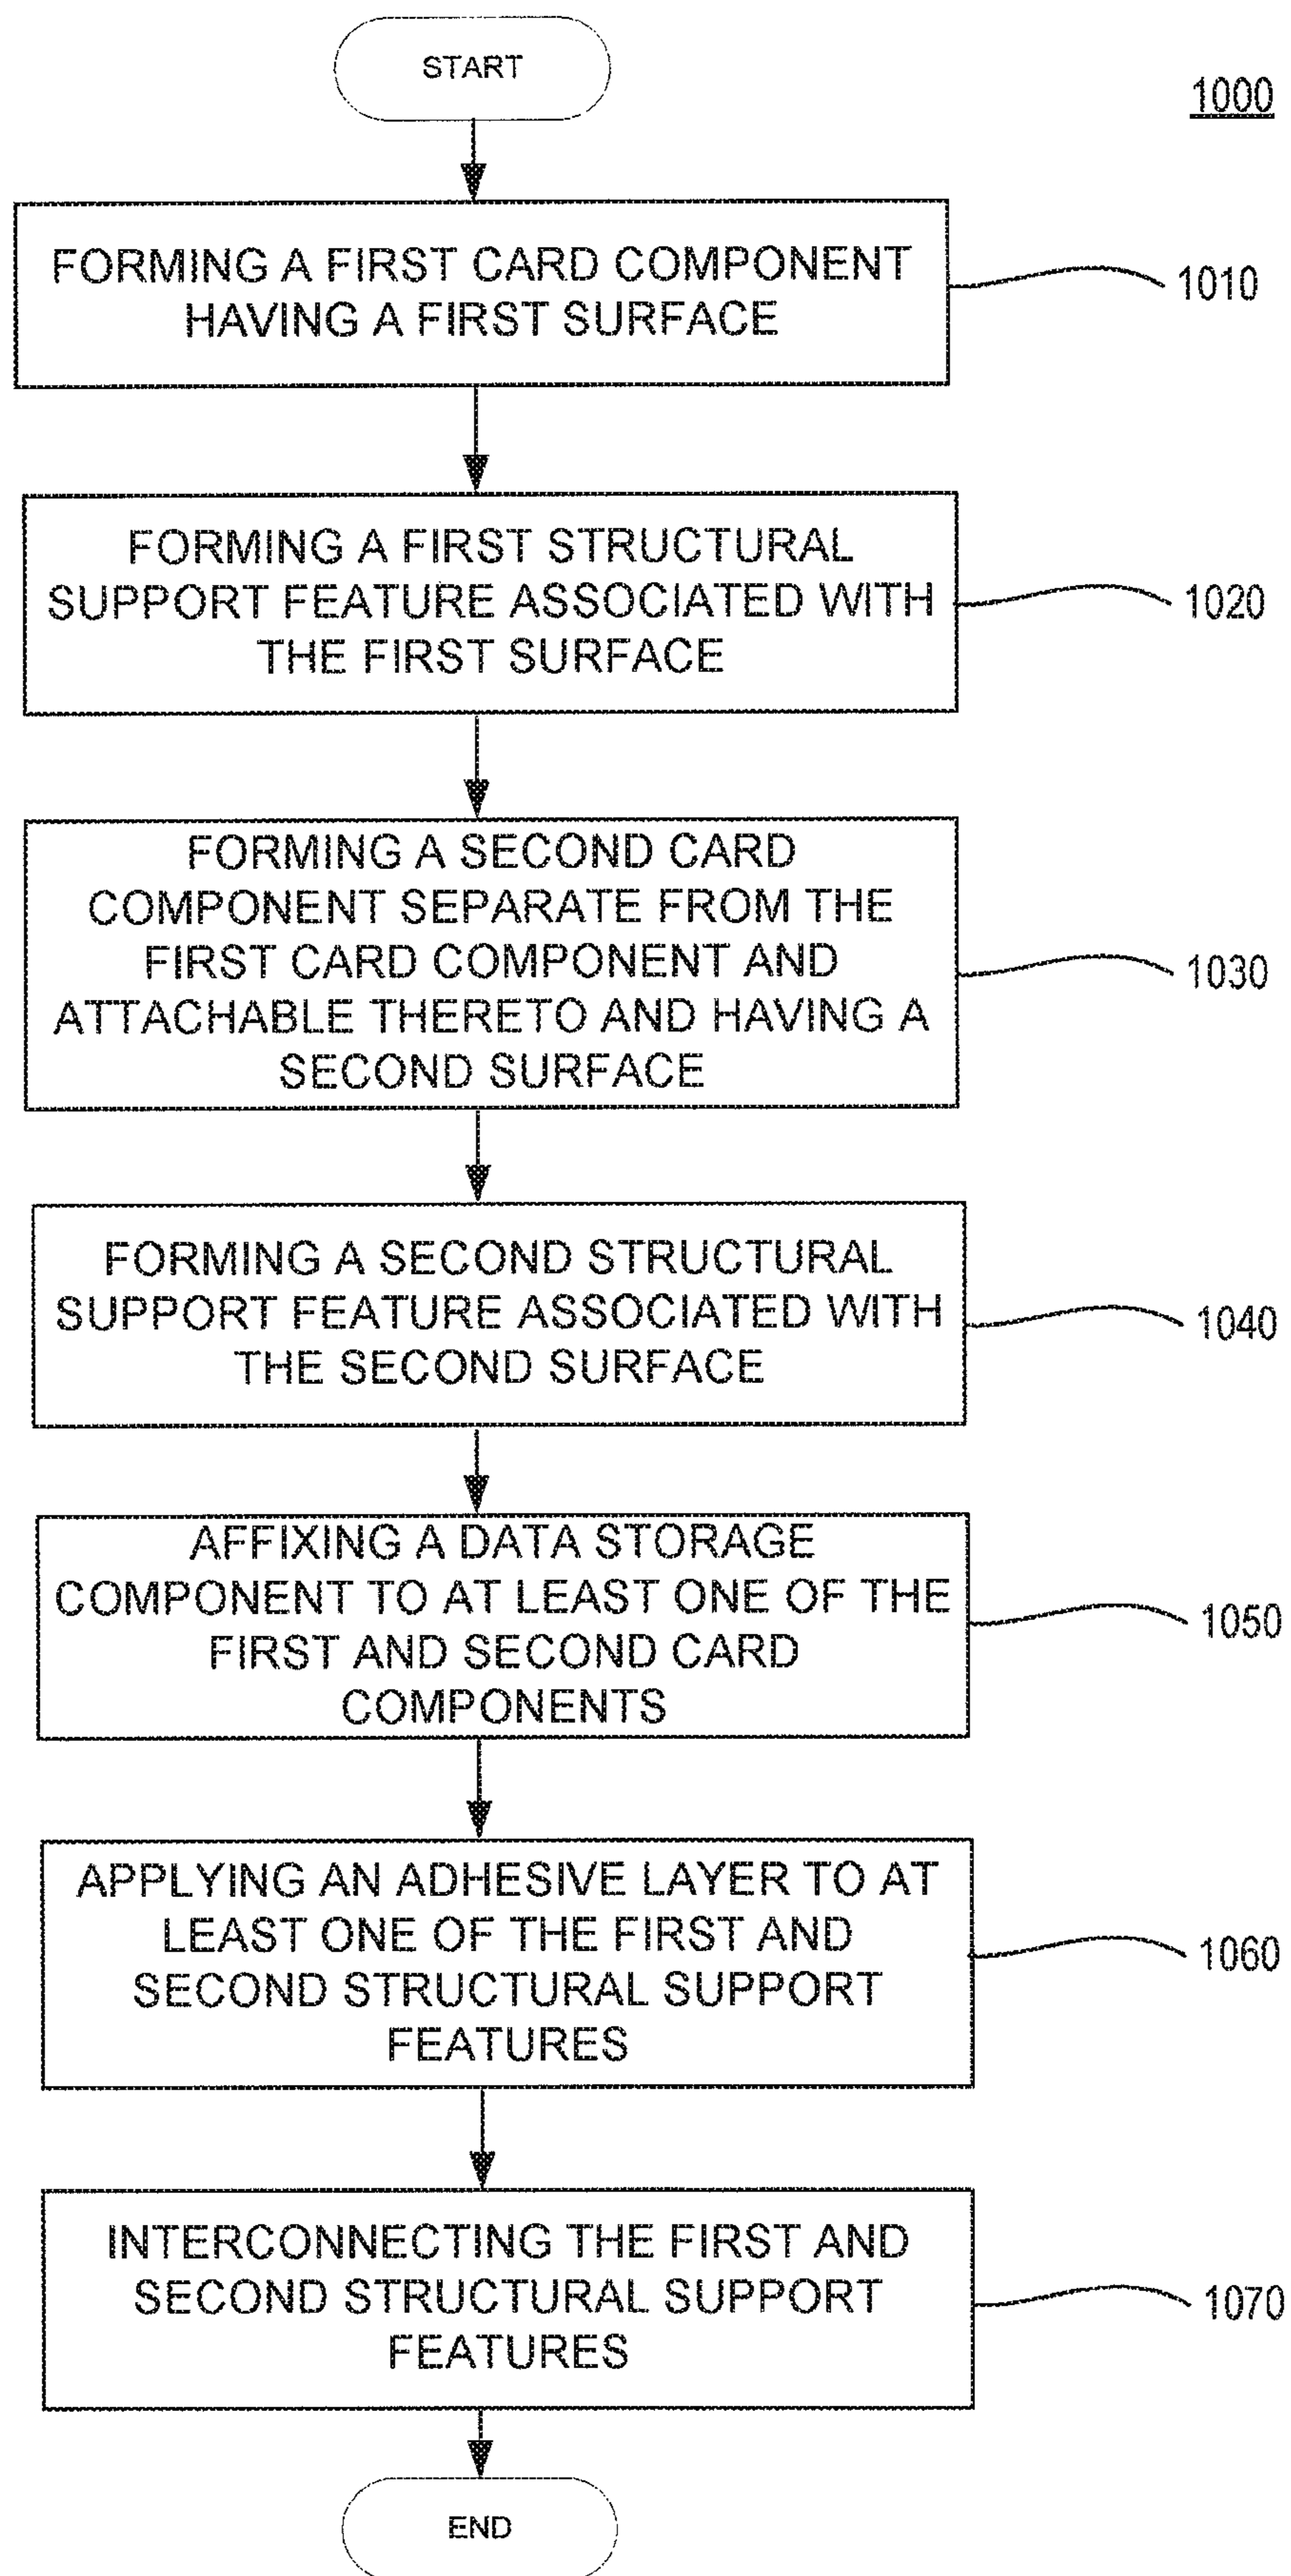 START
1000
FORMING A FIRST CARD COMPONENT
HAVING A FIRST SURFACE
1010
FORMING A FIRST STRUCTURAL
SUPPORT FEATURE ASSOCIATED WITH
THE FIRST SURFACE
1020
FORMING A SECOND CARD
COMPONENT SEPARATE FROM THE
FIRST CARD COMPONENT AND
ATTACHABLE THERETO AND HAVING A
SECOND SURFACE
1030
FORMING A SECOND STRUCTURAL
SUPPORT FEATURE ASSOCIATED WITH
THE SECOND SURFACE
1040
AFFIXING A DATA STORAGE
COMPONENT TO AT LEAST ONE OF THE
FIRST AND SECOND CARD
COMPONENTS
1050
APPLYING AN ADHESIVE LAYER TO AT
LEAST ONE OF THE FIRST AND
SECOND STRUCTURAL SUPPORT
FEATURES
1060
INTERCONNECTING THE FIRST AND
SECOND STRUCTURAL SUPPORT
FEATURES
1070
END